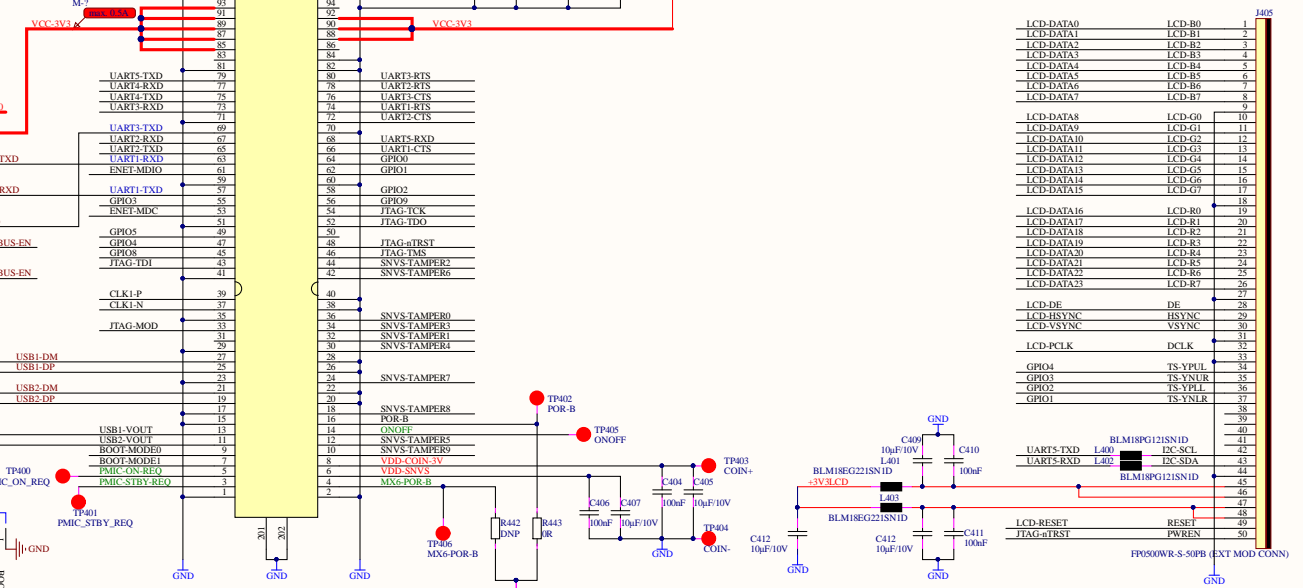 M-?
max. 0.5A
VCC-3V3
93
91
89
87
85
83
81
UART5-TXD 79
UART4-RXD 77
UART4-TXD 75
UART3-RXD 73
71
UART3-TXD 69
UART2-RXD 67
UART2-TXD 65
UART1-RXD 63
ENET-MDIO 61
59
UART1-TXD 57
GPIO3 55
ENET-MDC 53
51
GPIO5 49
GPIO4 47
GPIO8 45
JTAG-TDI 43
41
CLK1-P 39
CLK1-N 37
35
JTAG-MOD 33
31
29
USB1-DM 27
USB1-DP 25
23
USB2-DM 21
USB2-DP 19
17
15
USB1-VOUT 13
USB2-VOUT 11
BOOT-MODE0 9
BOOT-MODE1 7
PMIC-ON-REQ 5
PMIC-STBY-REQ 3
1
TXD
RXD
BUS-EN
BUS-EN
TP400
IC_ON_REQ
TP401
PMIC_STBY_REQ
GND
201
202
GND
GND
GND
94
92
90 VCC-3V3
88
86
84
82
80 UART3-RTS
78 UART2-RTS
76 UART3-CTS
74 UART1-RTS
72 UART2-CTS
70
68 UART5-RXD
66 UART1-CTS
64 GPIO0
62 GPIO1
60
58 GPIO2
56 GPIO9
54 JTAG-TCK
52 JTAG-TDO
50
48 JTAG-nTRST
46 JTAG-TMS
44 SNVS-TAMPER2
42 SNVS-TAMPER6
40
38
36 SNVS-TAMPER0
34 SNVS-TAMPER3
32 SNVS-TAMPER1
30 SNVS-TAMPER4
28
26
24 SNVS-TAMPER7
22
20
18 SNVS-TAMPER8
16 POR-B
14 ONOFF
12 SNVS-TAMPER5
10 SNVS-TAMPER9
8 VDD-COIN-3V
6 VDD-SNVS
4 MX6-POR-B
2
TP402
POR-B
TP405
ONOFF
TP403
COIN+
TP404
COIN-
TP406
MX6-POR-B
R442
DNP
R443
0R
C406
100nF
C407
10µF/10V
C404
100nF
C405
10µF/10V
GND
GND
C409
10µF/10V
C410
100nF
BLM18EG221SN1D
L401
+3V3LCD
L403
BLM18EG221SN1D
C412
10µF/10V
GND
C412
10µF/10V
C411
100nF
GND
J405
LCD-DATA0 LCD-B0 1
LCD-DATA1 LCD-B1 2
LCD-DATA2 LCD-B2 3
LCD-DATA3 LCD-B3 4
LCD-DATA4 LCD-B4 5
LCD-DATA5 LCD-B5 6
LCD-DATA6 LCD-B6 7
LCD-DATA7 LCD-B7 8
9
LCD-DATA8 LCD-G0 10
LCD-DATA9 LCD-G1 11
LCD-DATA10 LCD-G2 12
LCD-DATA11 LCD-G3 13
LCD-DATA12 LCD-G4 14
LCD-DATA13 LCD-G5 15
LCD-DATA14 LCD-G6 16
LCD-DATA15 LCD-G7 17
18
LCD-DATA16 LCD-R0 19
LCD-DATA17 LCD-R1 20
LCD-DATA18 LCD-R2 21
LCD-DATA19 LCD-R3 22
LCD-DATA20 LCD-R4 23
LCD-DATA21 LCD-R5 24
LCD-DATA22 LCD-R6 25
LCD-DATA23 LCD-R7 26
27
LCD-DE DE 28
LCD-HSYNC HSYNC 29
LCD-VSYNC VSYNC 30
31
LCD-PCLK DCLK 32
33
GPIO4 TS-YPUL 34
GPIO3 TS-YNUR 35
GPIO2 TS-YPLL 36
GPIO1 TS-YNLR 37
38
39
40
BLM18PG121SN1D 41
UART5-TXD L400 I2C-SCL 42
UART5-RXD L402 I2C-SDA 43
BLM18PG121SN1D 44
45
46
47
48
LCD-RESET RESET 49
JTAG-nTRST PWREN 50
FP0500WR-S-50PB (EXT MOD CONN)
GND